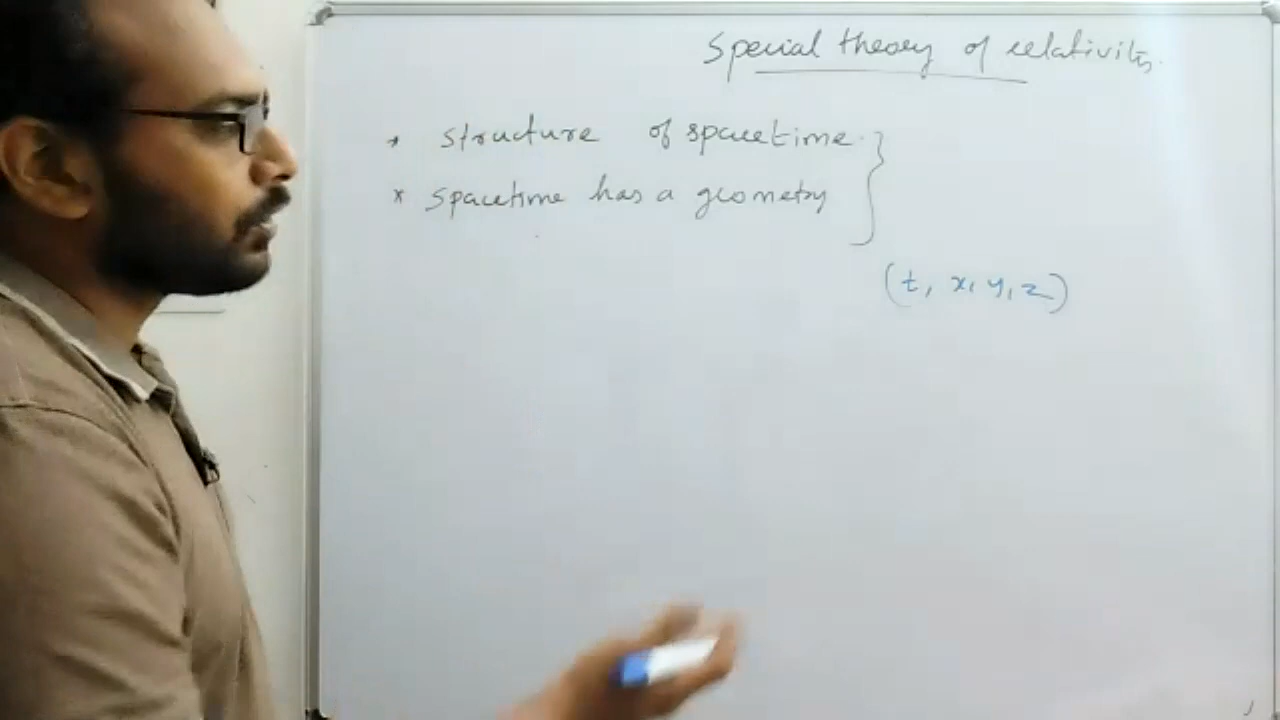 Special theory of relativity.
* structure of spacetime.
* spacetime has a geometry
(t, x, y, z)